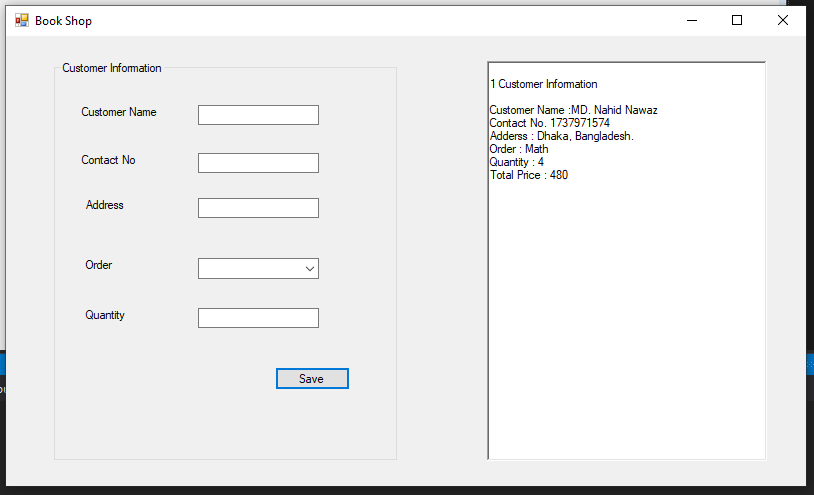 Book Shop
Customer Information
Customer Name
Contact No
Address
Order
Quantity
Save
1 Customer Information
Customer Name :MD. Nahid Nawaz
Contact No. 1737971574
Adderss : Dhaka, Bangladesh.
Order : Math
Quantity : 4
Total Price : 480